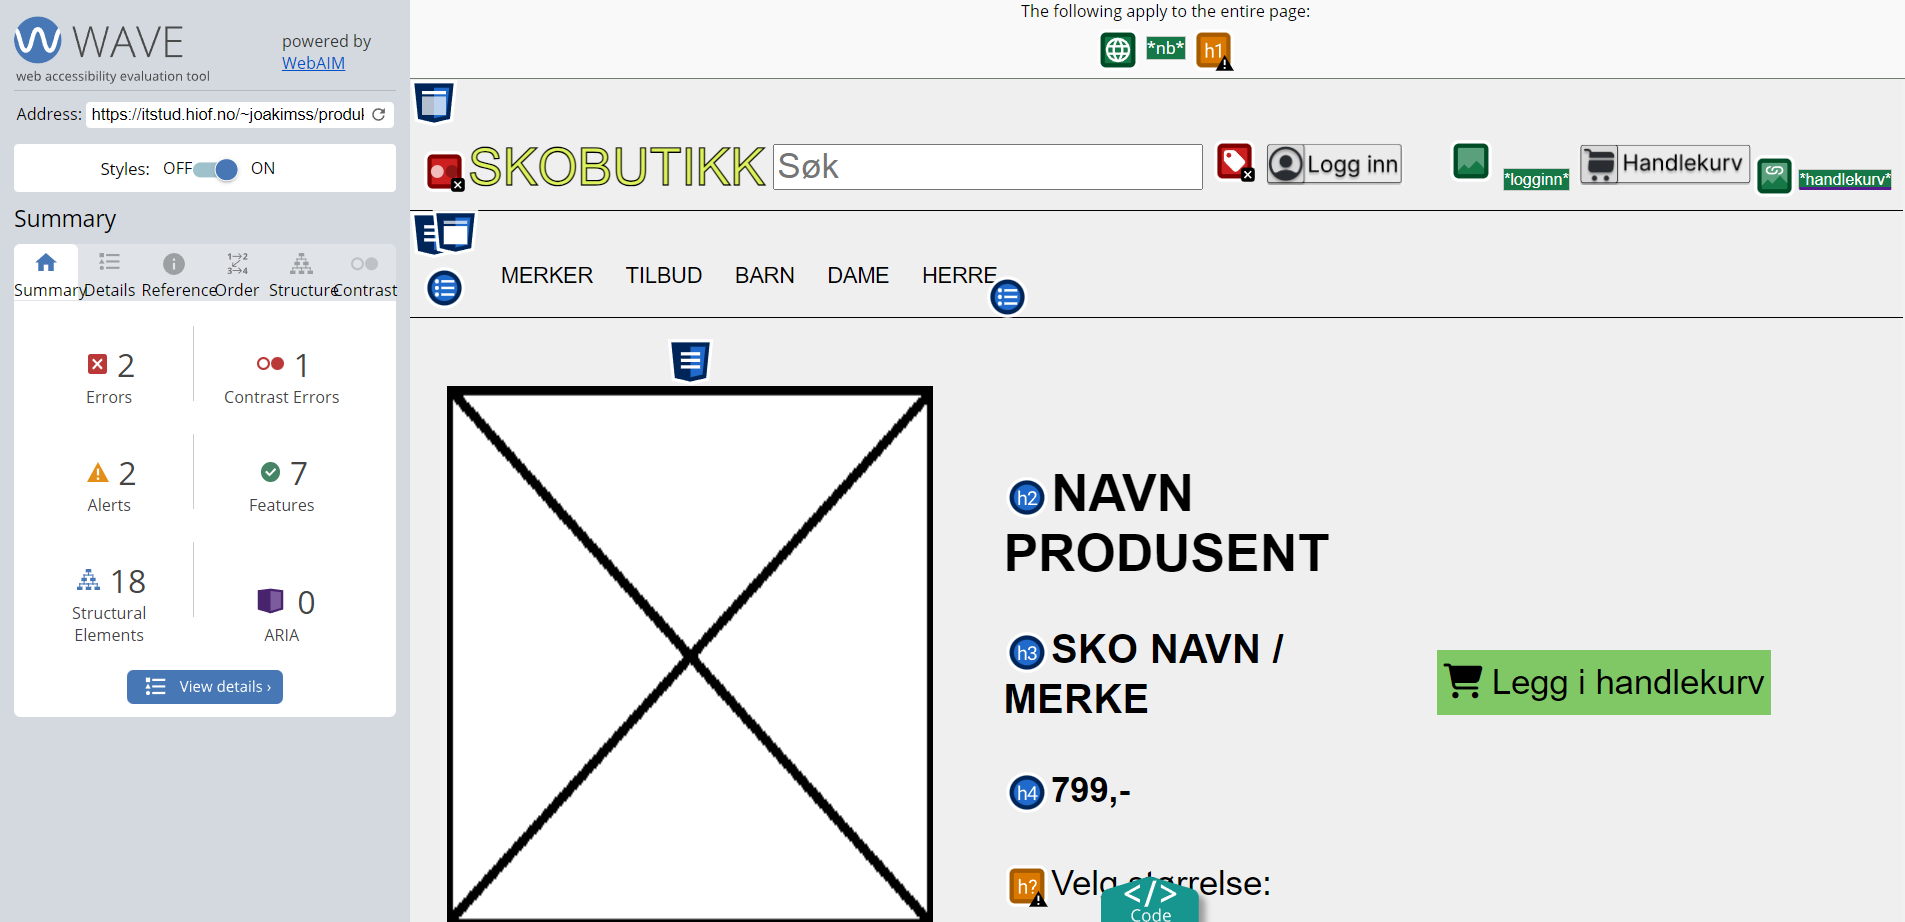 WAVE
web accessibility evaluation tool
powered by
WebAIM
Address: https://itstud.hiof.no/~joakimss/produl
Styles: OFF ON
Summary
Summary Details Reference Order Structure Contrast
2 Errors
1 Contrast Errors
2 Alerts
7 Features
18 Structural Elements
0 ARIA
View details ›
The following apply to the entire page:
*nb* h1
SKOBUTIKK Søk Logg inn *logginn* Handlekurv *handlekurv*
MERKER TILBUD BARN DAME HERRE
h2 NAVN
PRODUSENT
h3 SKO NAVN /
MERKE
Legg i handlekurv
h4 799,-
h? Velg størrelse:
</> Code